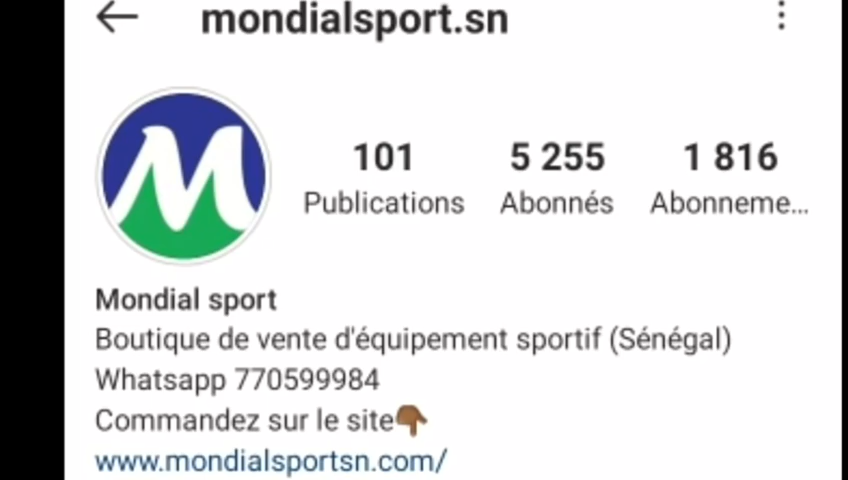 mondialsport.sn
M
101 5 255 1 816
Publications Abonnés Abonneme...
Mondial sport
Boutique de vente d'équipement sportif (Sénégal)
Whatsapp 770599984
Commandez sur le site👇🏾
www.mondialsportsn.com/